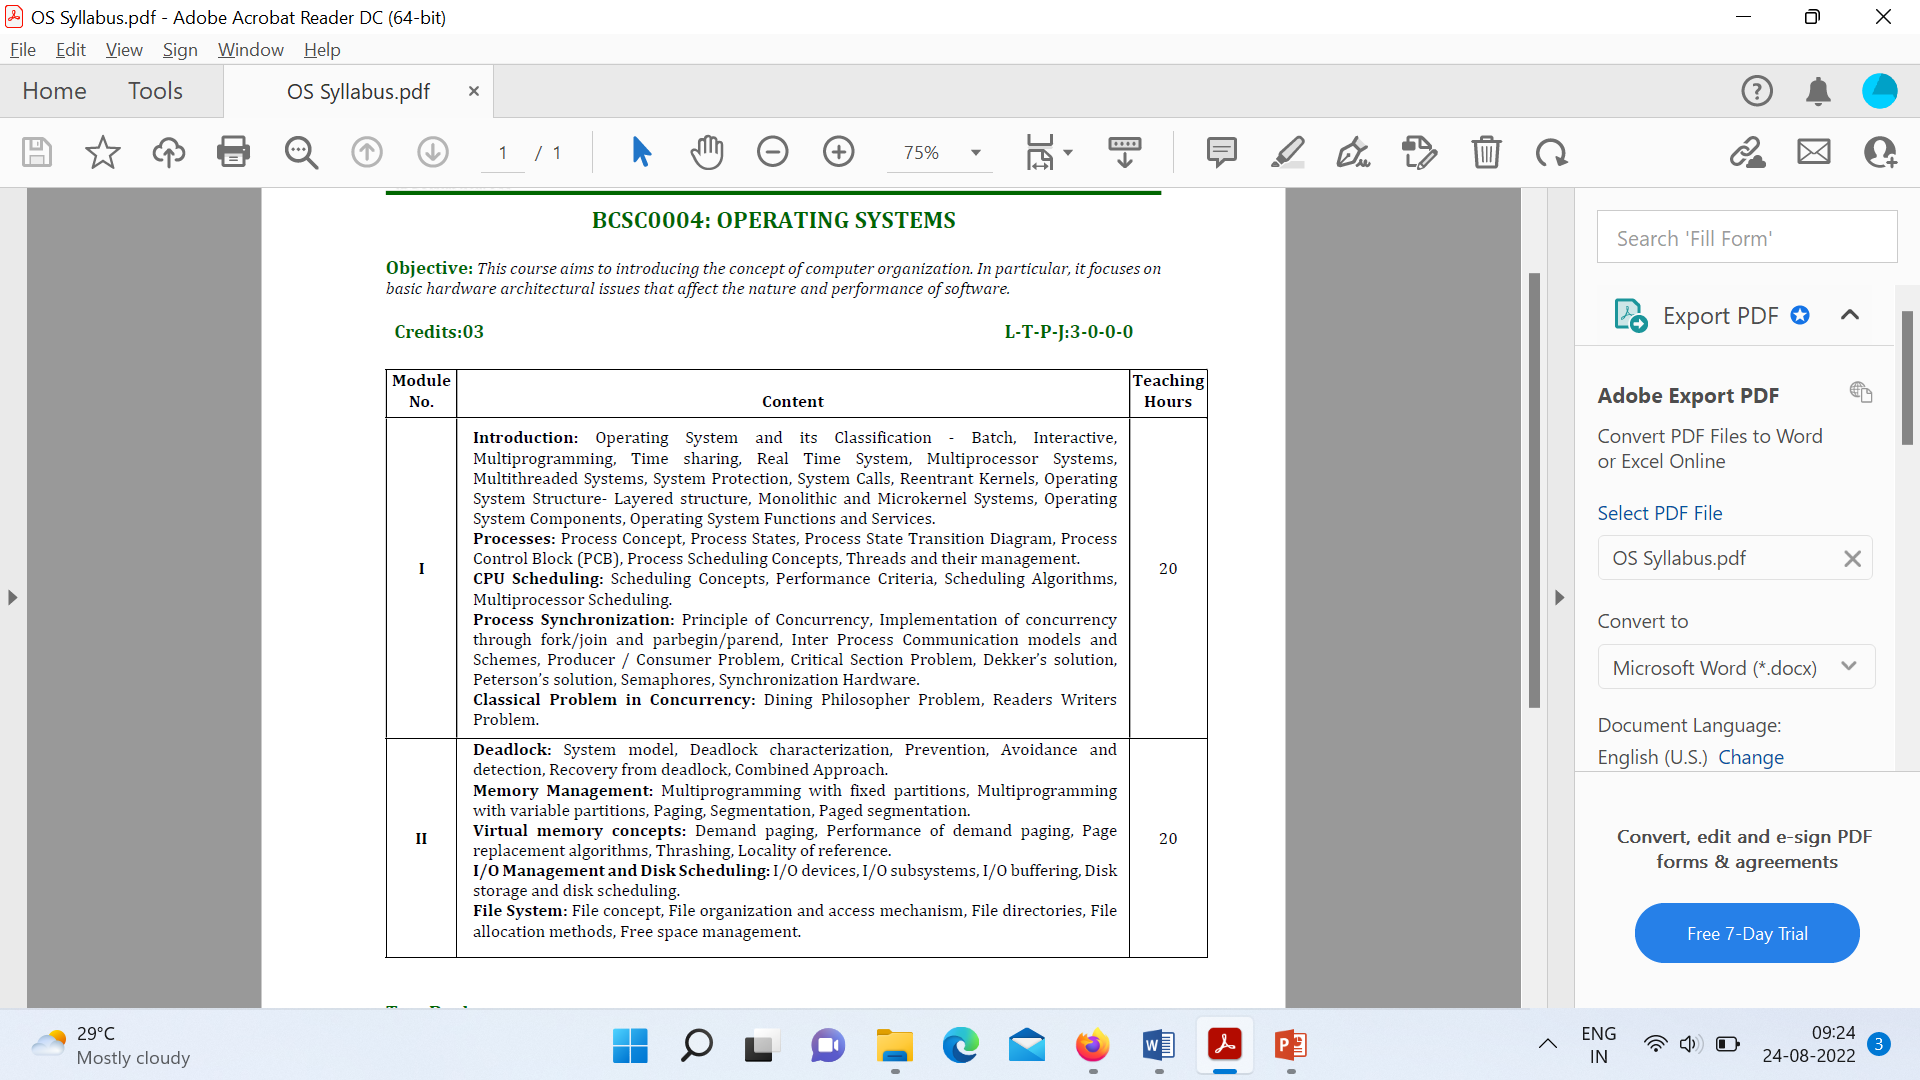 OS Syllabus.pdf - Adobe Acrobat Reader DC (64-bit)
File Edit View Sign Window Help
Home Tools OS Syllabus.pdf
1 / 1 75%
BCSC0004: OPERATING SYSTEMS
Objective: This course aims to introducing the concept of computer organization. In particular, it focuses on
basic hardware architectural issues that affect the nature and performance of software.
Credits:03 L-T-P-J:3-0-0-0
Module No. Content Teaching Hours
I
Introduction: Operating System and its Classification - Batch, Interactive,
Multiprogramming, Time sharing, Real Time System, Multiprocessor Systems,
Multithreaded Systems, System Protection, System Calls, Reentrant Kernels, Operating
System Structure- Layered structure, Monolithic and Microkernel Systems, Operating
System Components, Operating System Functions and Services.
Processes: Process Concept, Process States, Process State Transition Diagram, Process
Control Block (PCB), Process Scheduling Concepts, Threads and their management.
CPU Scheduling: Scheduling Concepts, Performance Criteria, Scheduling Algorithms,
Multiprocessor Scheduling.
Process Synchronization: Principle of Concurrency, Implementation of concurrency
through fork/join and parbegin/parend, Inter Process Communication models and
Schemes, Producer / Consumer Problem, Critical Section Problem, Dekker's solution,
Peterson's solution, Semaphores, Synchronization Hardware.
Classical Problem in Concurrency: Dining Philosopher Problem, Readers Writers
Problem.
20
II
Deadlock: System model, Deadlock characterization, Prevention, Avoidance and
detection, Recovery from deadlock, Combined Approach.
Memory Management: Multiprogramming with fixed partitions, Multiprogramming
with variable partitions, Paging, Segmentation, Paged segmentation.
Virtual memory concepts: Demand paging, Performance of demand paging, Page
replacement algorithms, Thrashing, Locality of reference.
I/O Management and Disk Scheduling: I/O devices, I/O subsystems, I/O buffering, Disk
storage and disk scheduling.
File System: File concept, File organization and access mechanism, File directories, File
allocation methods, Free space management.
20
Search 'Fill Form'
Export PDF
Adobe Export PDF
Convert PDF Files to Word
or Excel Online
Select PDF File
OS Syllabus.pdf
Convert to
Microsoft Word (*.docx)
Document Language:
English (U.S.) Change
Convert, edit and e-sign PDF
forms & agreements
Free 7-Day Trial
29°C
Mostly cloudy
ENG
IN
09:24
24-08-2022
3